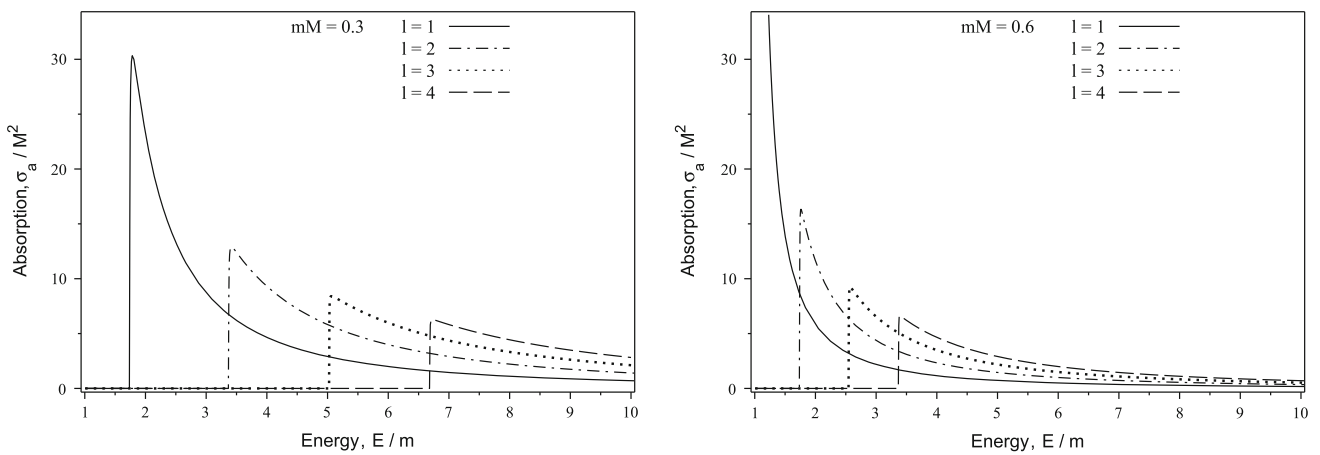 mM = 0.3
l = 1
l = 2
l = 3
l = 4
30
20
10
0
Absorption, σa / M2
1 2 3 4 5 6 7 8 9 10
Energy, E / m
mM = 0.6
l = 1
l = 2
l = 3
l = 4
30
20
10
0
Absorption, σa / M2
1 2 3 4 5 6 7 8 9 10
Energy, E / m